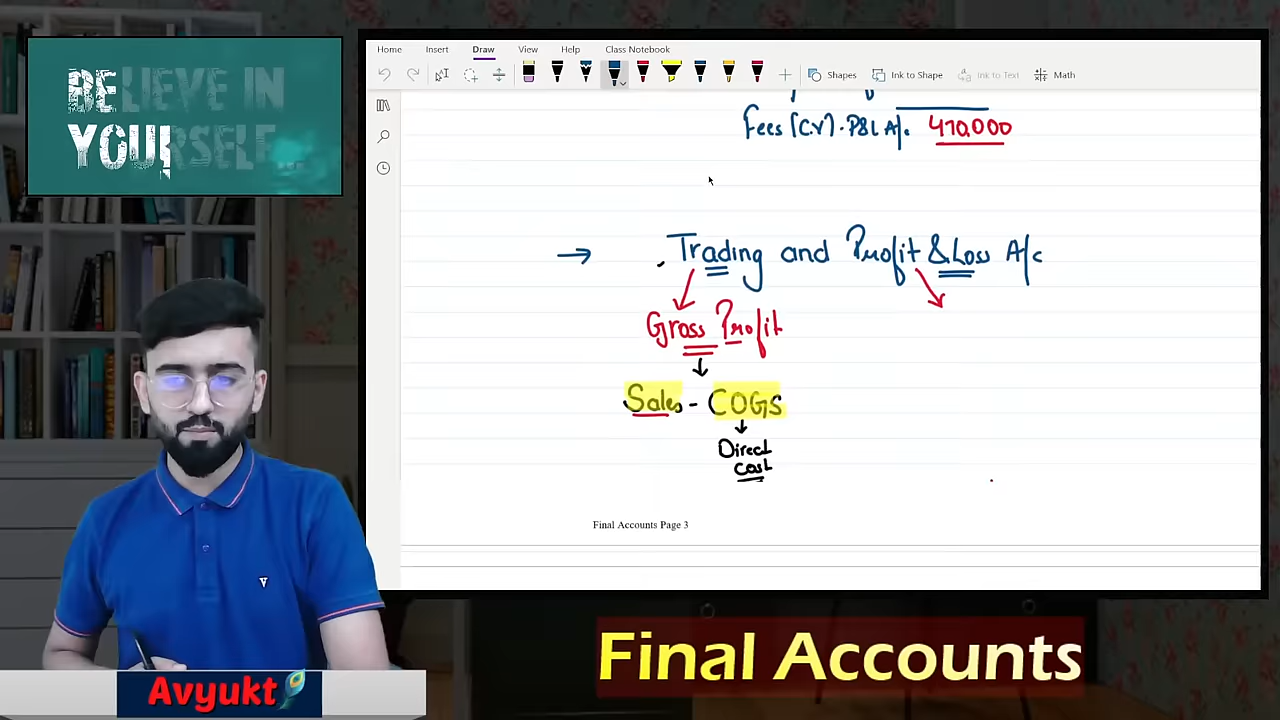 BELIEVE IN
YOURSELF...
Home Insert Draw View Help Class Notebook
Shapes Ink to Shape Ink to Text Math
Fees [CY]. P&L A/c. 470,000
→ Trading and Profit & Loss A/c
Gross Profit
Sales - COGS
Direct
cost
Final Accounts Page 3
Final Accounts
Avyukt